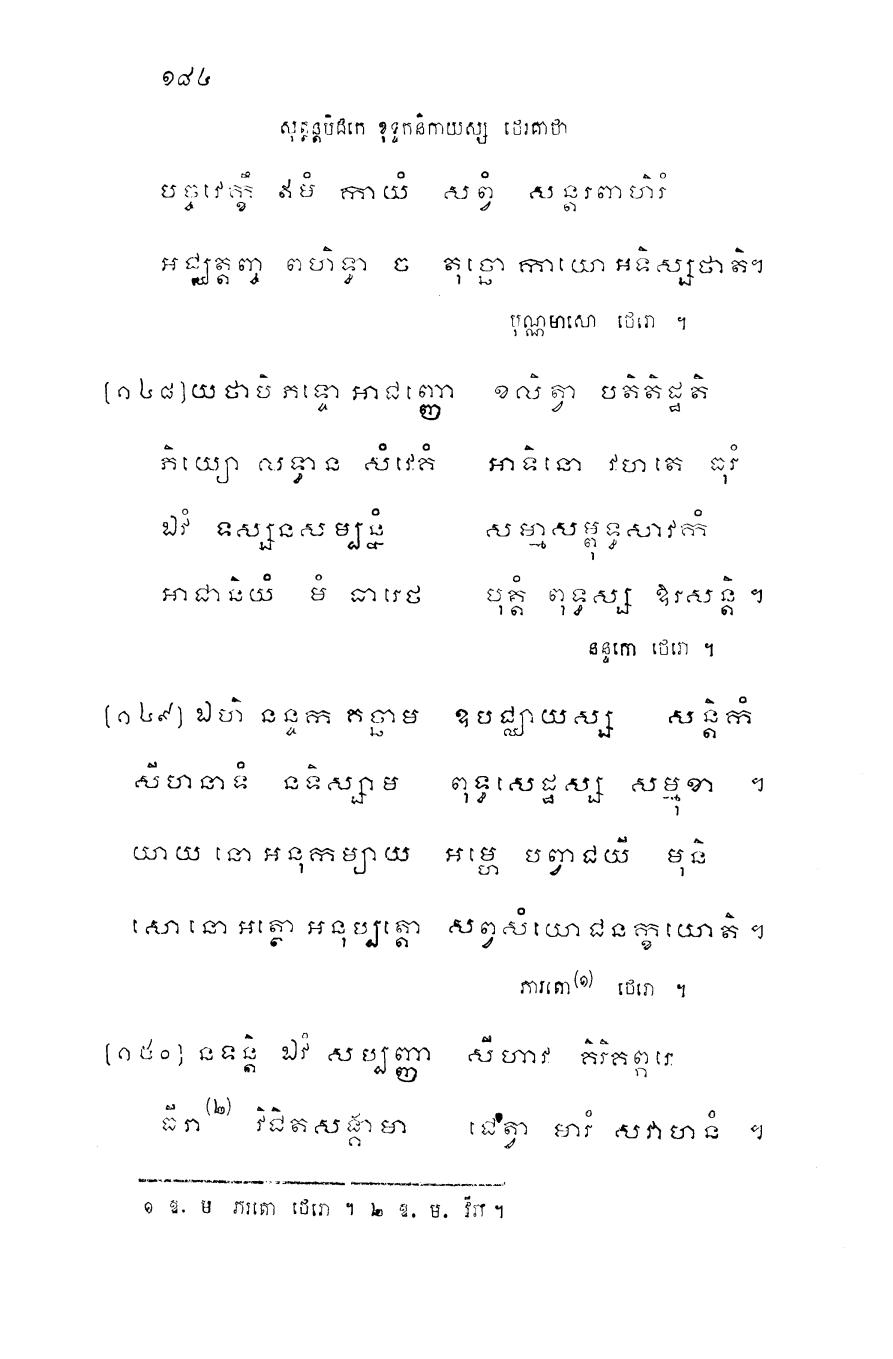 ១៨៤
សុត្តន្តបិដកេ ខុទ្ទកនិកាយស្ស ថេរគាថា
បច្ចវេក្ខឹ ឥមំ កាយំ សព្វំ សន្តរពាហិរំ
អជ្ឈត្តញ្ច ពហិទ្ធា ច តុច្ឆោ កាយោ អទិស្សថាតិ។
បុណ្ណមាសោ ថេរោ ។
[១៤៨] យថាបិ ភទ្ទោ អាជញ្ញោ ខលិត្វា បតិតិដ្ឋតិ
ភិយ្យោ លទ្ធាន សំវេគំ អាទិនោ វហតេ ធុរំ
ឯវំ ទស្សនសម្បន្នំ សម្មាសម្ពុទ្ធសាវកំ
អាជានិយំ មំ ធារេថ បុត្តំ ពុទ្ធស្ស ឱរសន្តិ ។
នន្ទកោ ថេរោ ។
[១៤៩] ឯហិ នន្ទក គច្ឆាម ឧបជ្ឈាយស្ស សន្តិកំ
សីហនាទំ នទិស្សាម ពុទ្ធសេដ្ឋស្ស សម្មុខា ។
យាយ នោ អនុកម្បាយ អម្ហេ បព្វាជយី មុនិ
សោ នោ អត្ថោ អនុប្បត្តោ សព្វសំយោជនក្ខយោតិ ។
ភារតោ(១) ថេរោ ។
[១៥០] នទន្តិ ឯវំ សប្បញ្ញា សីហាវ គិរិគព្ភរេ
ធីរា(២) វិជិតសង្គាមា ជេត្វា មារំ សវាហនំ ។
១ ឱ. ម ភរតោ ថេរោ ។ ២ ឱ. ម. វីរា ។